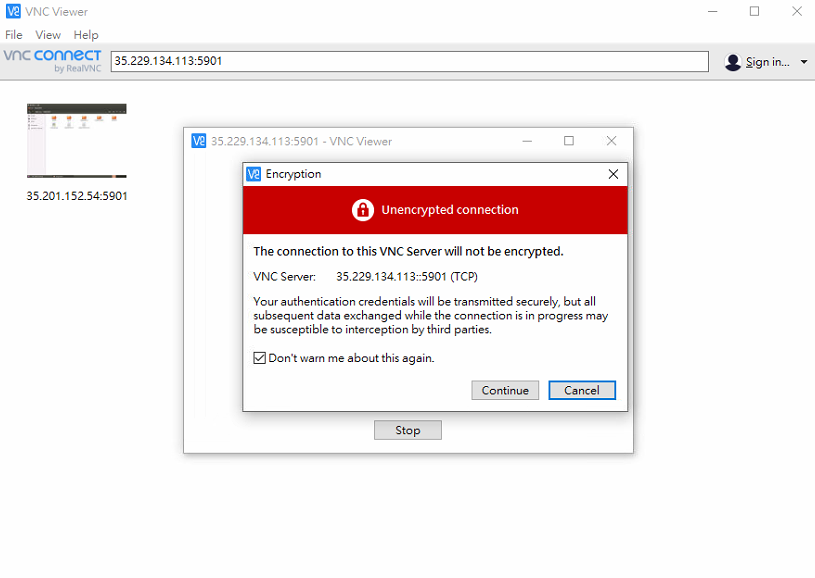 VNC Viewer
File View Help
VNC CONNECT
by RealVNC
35.229.134.113:5901
Sign in...
35.201.152.54:5901
35.229.134.113:5901 - VNC Viewer
Encryption
Unencrypted connection
The connection to this VNC Server will not be encrypted.
VNC Server: 35.229.134.113::5901 (TCP)
Your authentication credentials will be transmitted securely, but all
subsequent data exchanged while the connection is in progress may
be susceptible to interception by third parties.
Don't warn me about this again.
Continue Cancel
Stop